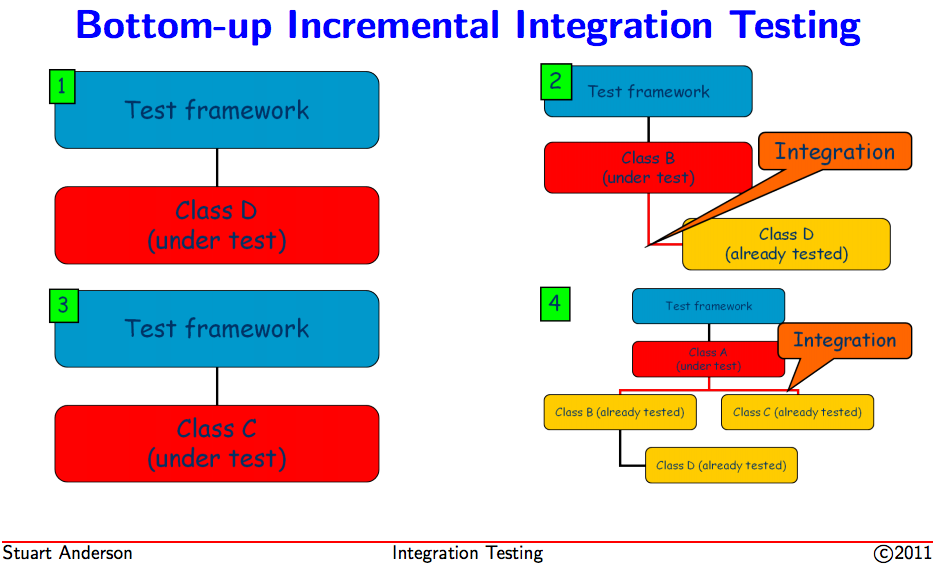 Bottom-up Incremental Integration Testing
1
Test framework
Class D
(under test)
2
Test framework
Class B
(under test)
Integration
Class D
(already tested)
3
Test framework
Class C
(under test)
4
Test framework
Class A
(under test)
Integration
Class B (already tested)
Class C (already tested)
Class D (already tested)
Stuart Anderson
Integration Testing
©2011